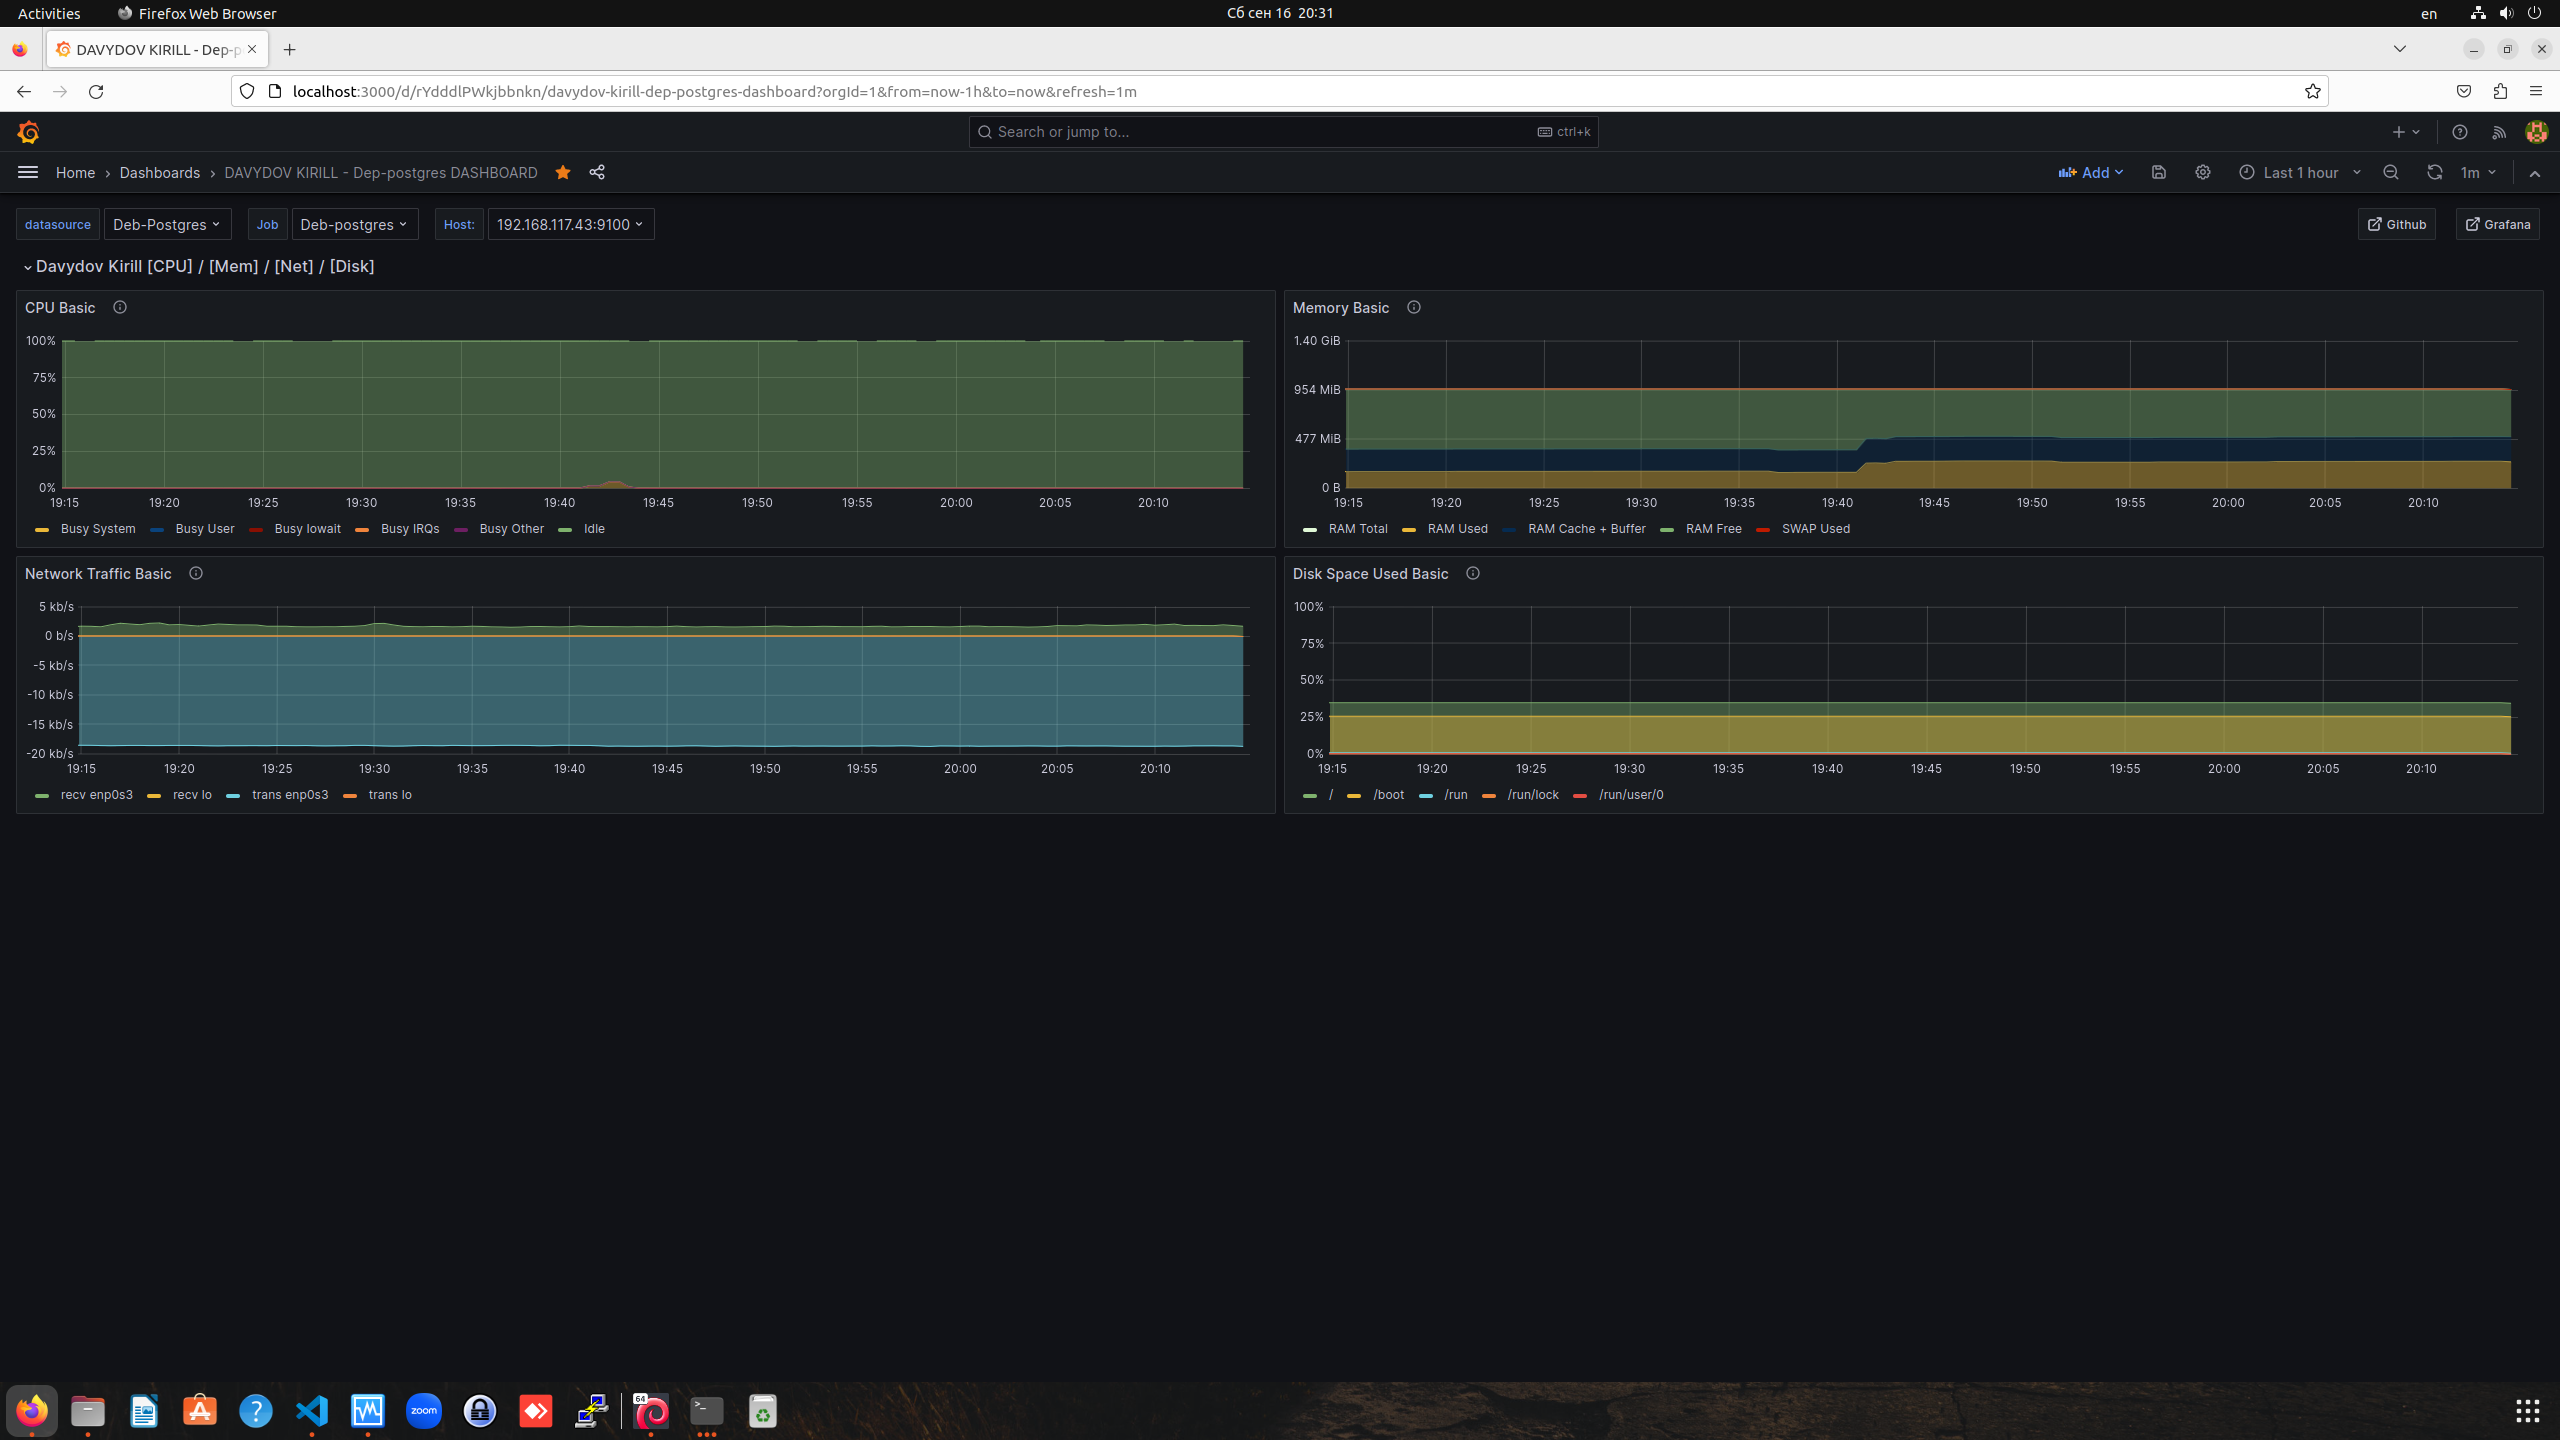 Activities Firefox Web Browser Сб сен 16 20:31 en
DAVYDOV KIRILL - Dep-p
localhost:3000/d/rYdddlPWkjbbnkn/davydov-kirill-dep-postgres-dashboard?orgId=1&from=now-1h&to=now&refresh=1m
Search or jump to... ctrl+k
Home › Dashboards › DAVYDOV KIRILL - Dep-postgres DASHBOARD Add Last 1 hour 1m
datasource Deb-Postgres Job Deb-postgres Host: 192.168.117.43:9100 Github Grafana
Davydov Kirill [CPU] / [Mem] / [Net] / [Disk]
CPU Basic
100%
75%
50%
25%
0%
19:15 19:20 19:25 19:30 19:35 19:40 19:45 19:50 19:55 20:00 20:05 20:10
Busy System Busy User Busy Iowait Busy IRQs Busy Other Idle
Memory Basic
1.40 GiB
954 MiB
477 MiB
0 B
19:15 19:20 19:25 19:30 19:35 19:40 19:45 19:50 19:55 20:00 20:05 20:10
RAM Total RAM Used RAM Cache + Buffer RAM Free SWAP Used
Network Traffic Basic
5 kb/s
0 b/s
-5 kb/s
-10 kb/s
-15 kb/s
-20 kb/s
19:15 19:20 19:25 19:30 19:35 19:40 19:45 19:50 19:55 20:00 20:05 20:10
recv enp0s3 recv lo trans enp0s3 trans lo
Disk Space Used Basic
100%
75%
50%
25%
0%
19:15 19:20 19:25 19:30 19:35 19:40 19:45 19:50 19:55 20:00 20:05 20:10
/ /boot /run /run/lock /run/user/0
zoom
64